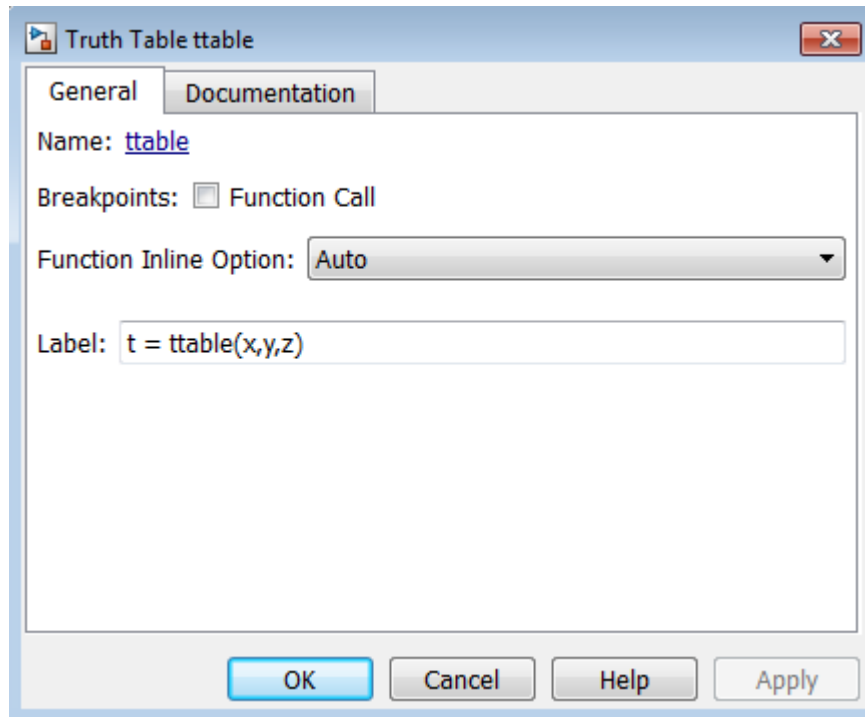 Truth Table ttable
General Documentation
Name: ttable
Breakpoints: Function Call
Function Inline Option: Auto
Label: t = ttable(x,y,z)
OK Cancel Help Apply